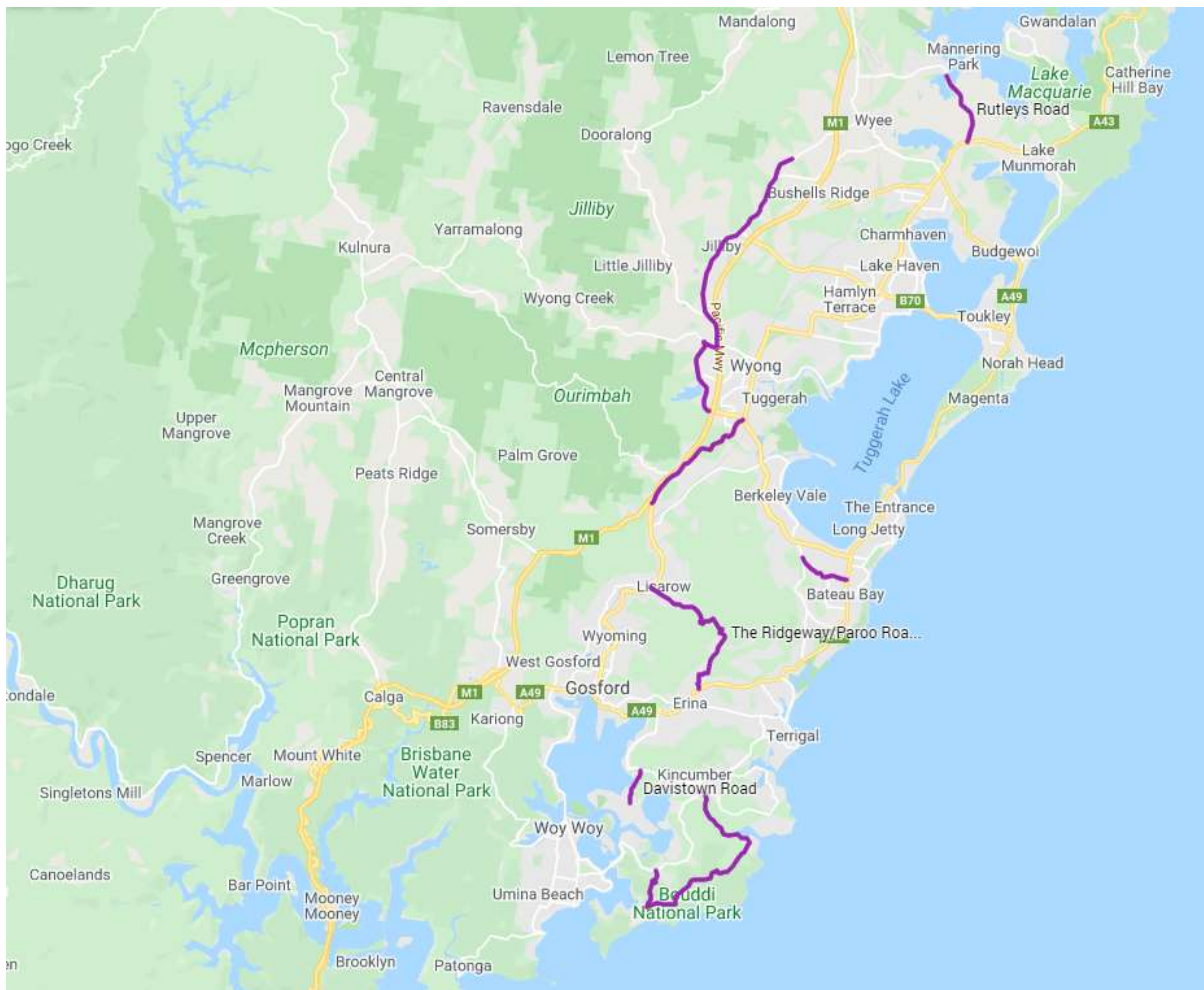 Mandalong
Gwandalan
Lemon Tree
Mannering
Park
Lake
Macquarie
Catherine
Hill Bay
Ravensdale
Rutleys Road
M1
Wyee
A43
ogo Creek
Dooralong
Lake
Munmorah
Bushells Ridge
Jilliby
Yarramalong
Charmhaven
Kulnura
Jilliby
Budgewoi
Little Jilliby
Lake Haven
Wyong Creek
Hamlyn
Terrace
B70
A49
Toukley
Pacific Mwy
Mcpherson
Wyong
Norah Head
Mangrove
Mountain
Central
Mangrove
Ourimbah
Tuggerah
Magenta
Upper
Mangrove
Tuggerah Lake
Palm Grove
Peats Ridge
Berkeley Vale
The Entrance
Mangrove
Creek
Somersby
Long Jetty
M1
Dharug
National Park
Greengrove
Lisarow
Bateau Bay
Popran
National Park
Wyoming
The Ridgeway/Paroo Roa...
West Gosford
Gosford
ondale
Calga
M1
A49
Erina
Kariong
A49
B83
Terrigal
Spencer
Mount White
Brisbane
Water
National Park
Marlow
Kincumber
Singletons Mill
Davistown Road
Woy Woy
Canoelands
Bar Point
Umina Beach
Bouddi
National Park
Mooney
Mooney
Brooklyn
Patonga
en